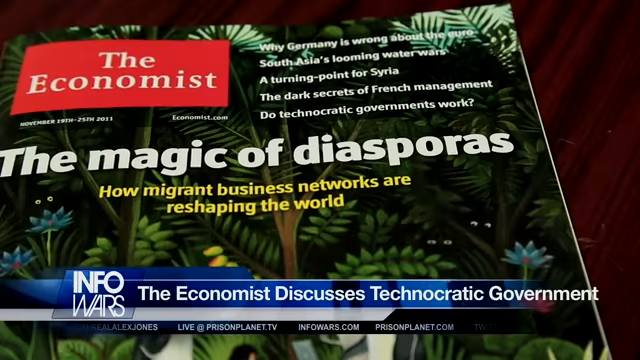 The
Economist
NOVEMBER 19TH-25TH 2011
Economist.com
Why Germany is wrong about the euro
South Asia's looming water wars
A turning-point for Syria
The dark secrets of French management
Do technocratic governments work?
The magic of diasporas
How migrant business networks are
reshaping the world
INFO
WARS
The Economist Discusses Technocratic Government
REALALEXJONES
LIVE @ PRISONPLANET.TV
INFOWARS.COM
PRISONPLANET.COM